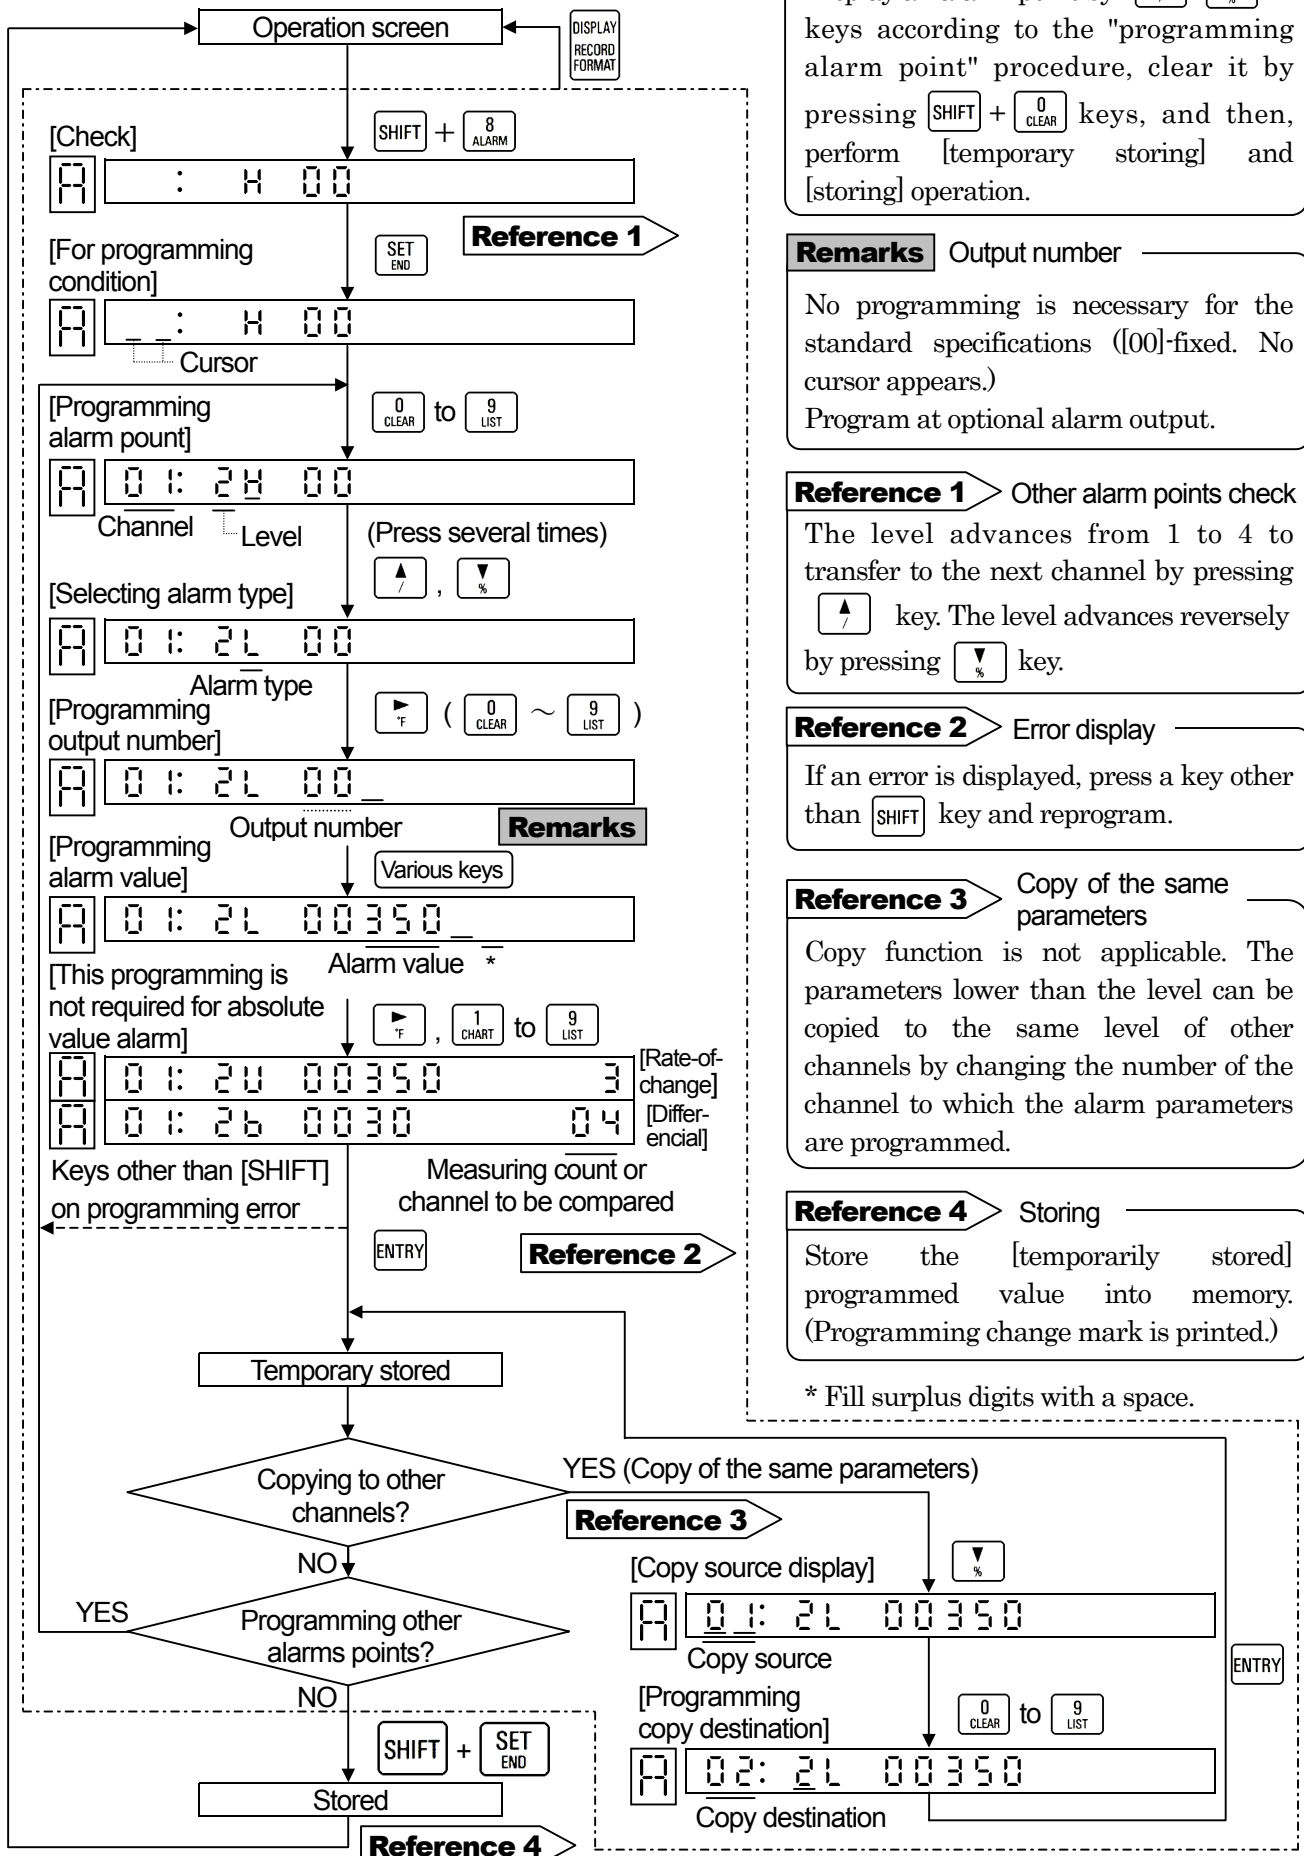 Operation screen
DISPLAY
RECORD
FORMAT
[Check]
SHIFT + 8 ALARM
A : H 00
Reference 1
[For programming
condition]
SET
END
A _ _: H 00
Cursor
[Programming
alarm pount]
0 CLEAR to 9 LIST
A 01: 2H 00
Channel Level
(Press several times)
▲ / , ▼ %
[Selecting alarm type]
A 01: 2L 00
Alarm type
[Programming
output number]
► °F ( 0 CLEAR ～ 9 LIST )
A 01: 2L 00_
Output number
Remarks
[Programming
alarm value]
Various keys
A 01: 2L 00350_
Alarm value *
[This programming is
not required for absolute
value alarm]
► °F , 1 CHART to 9 LIST
A 01: 2U 00350 3
[Rate-of-
change]
A 01: 2b 0030 04
[Differ-
encial]
Keys other than [SHIFT]
on programming error
Measuring count or
channel to be compared
ENTRY
Reference 2
Temporary stored
Copying to other
channels?
YES (Copy of the same parameters)
Reference 3
NO
Programming other
alarms points?
YES
NO
[Copy source display]
▼ %
A 01: 2L 00350
Copy source
[Programming
copy destination]
0 CLEAR to 9 LIST
A 02: 2L 00350
Copy destination
ENTRY
SHIFT + SET END
Stored
Reference 4
keys according to the "programming
alarm point" procedure, clear it by
pressing SHIFT + 0 CLEAR keys, and then,
perform [temporary storing] and
[storing] operation.
Remarks Output number
No programming is necessary for the
standard specifications ([00]-fixed. No
cursor appears.)
Program at optional alarm output.
Reference 1 Other alarm points check
The level advances from 1 to 4 to
transfer to the next channel by pressing
▲ / key. The level advances reversely
by pressing ▼ % key.
Reference 2 Error display
If an error is displayed, press a key other
than SHIFT key and reprogram.
Reference 3 Copy of the same
parameters
Copy function is not applicable. The
parameters lower than the level can be
copied to the same level of other
channels by changing the number of the
channel to which the alarm parameters
are programmed.
Reference 4 Storing
Store the [temporarily stored]
programmed value into memory.
(Programming change mark is printed.)
* Fill surplus digits with a space.